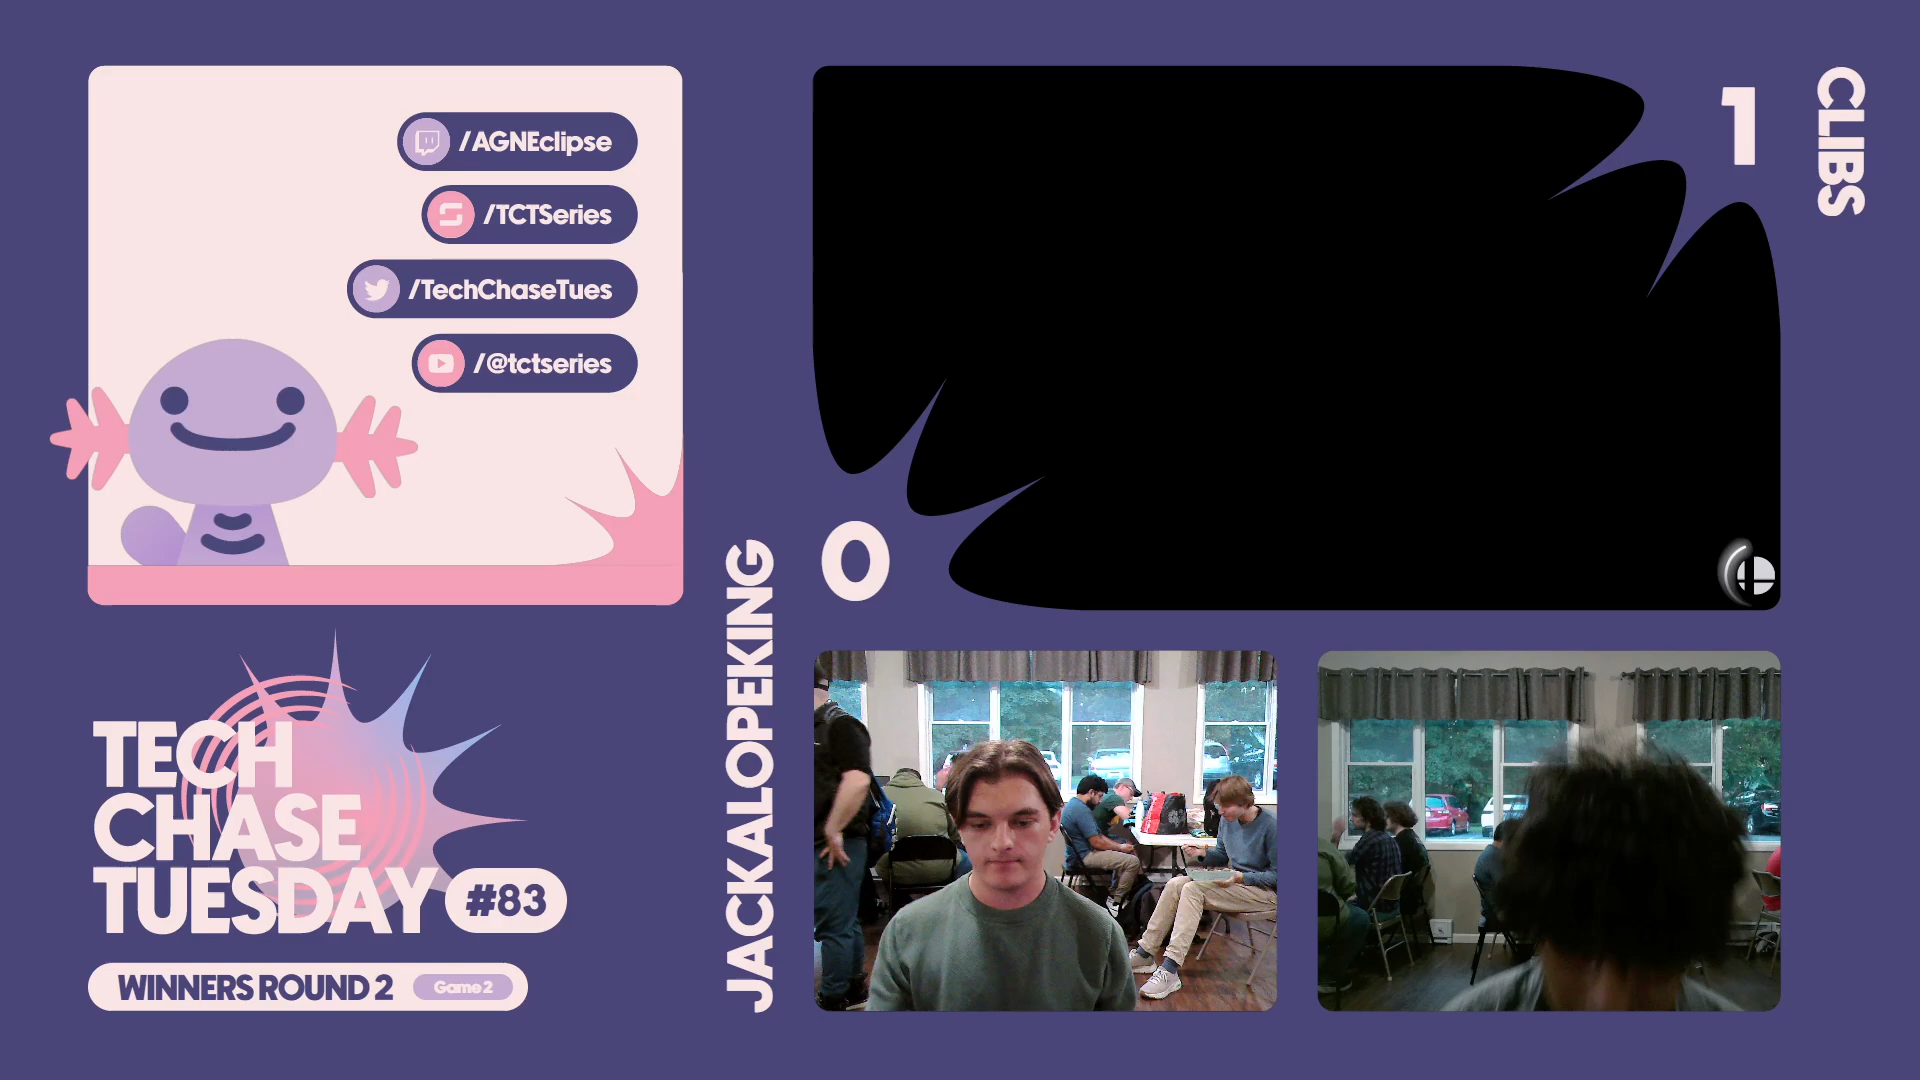 /AGNEclipse
/TCTSeries
/TechChaseTues
/@tctseries
TECH
CHASE
TUESDAY #83
WINNERS ROUND 2 Game 2
JACKALOPEKING
0
1
CLIBS